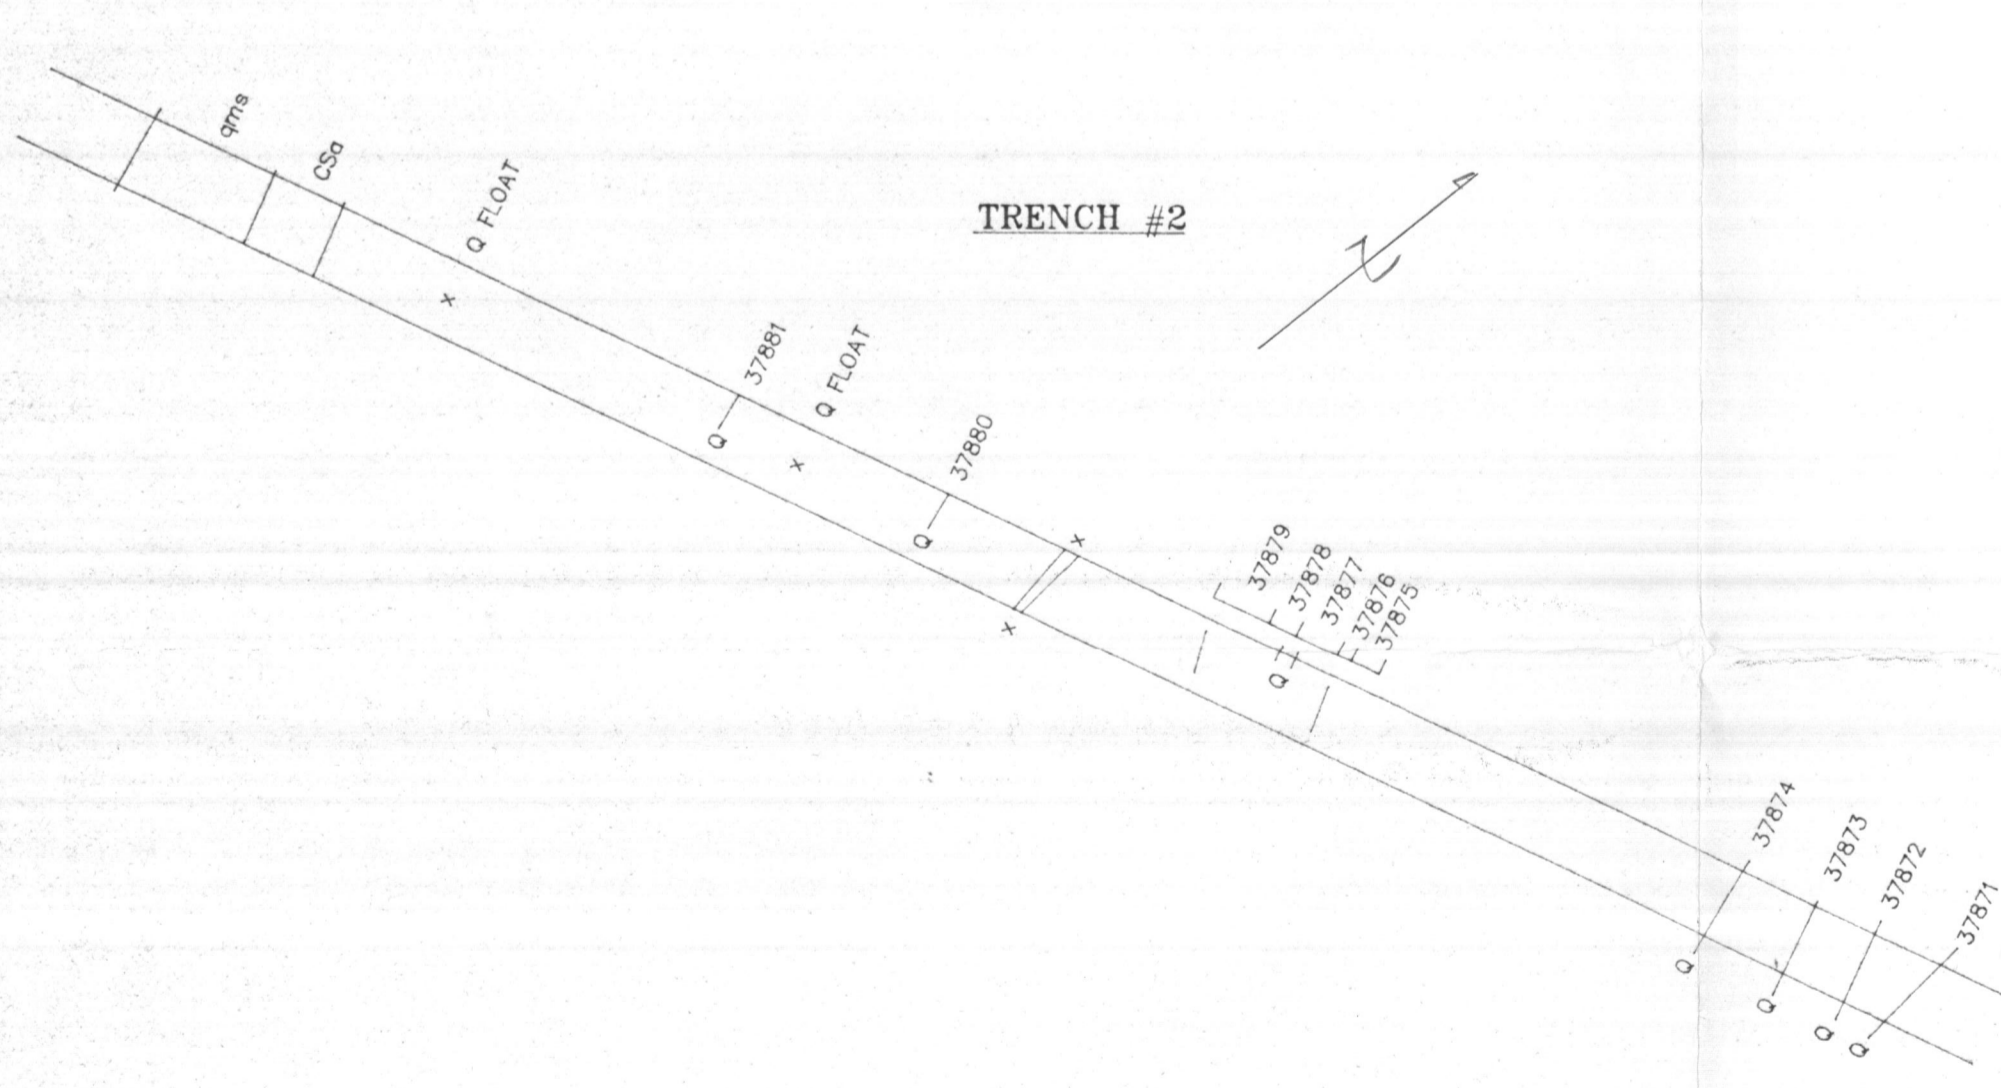 qms
CSa
Q FLOAT
x
TRENCH #2
N
37881
Q
Q FLOAT
x
37880
Q
x
x
37879
37878
37877
37876
37875
Q
37874
Q
37873
Q
37872
Q
37871
Q